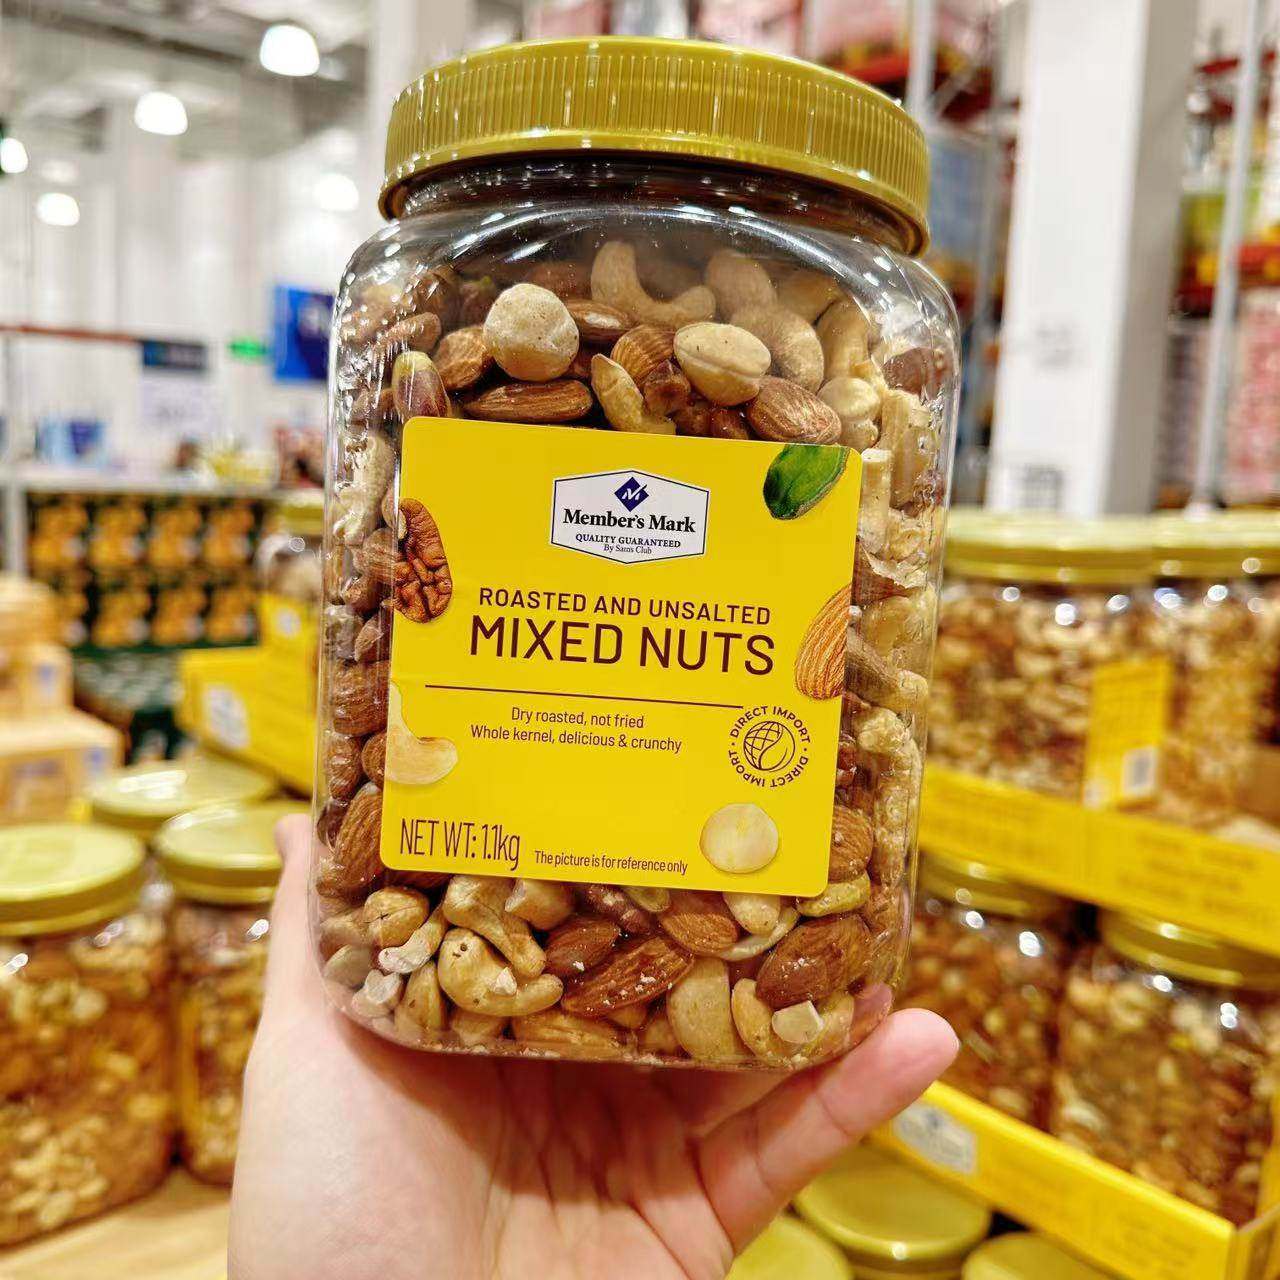 Member's Mark
QUALITY GUARANTEED
By Sam's Club
ROASTED AND UNSALTED
MIXED NUTS
Dry roasted, not fried
Whole kernel, delicious & crunchy
DIRECT IMPORT · DIRECT IMPORT ·
NET WT: 1.1kg
The picture is for reference only